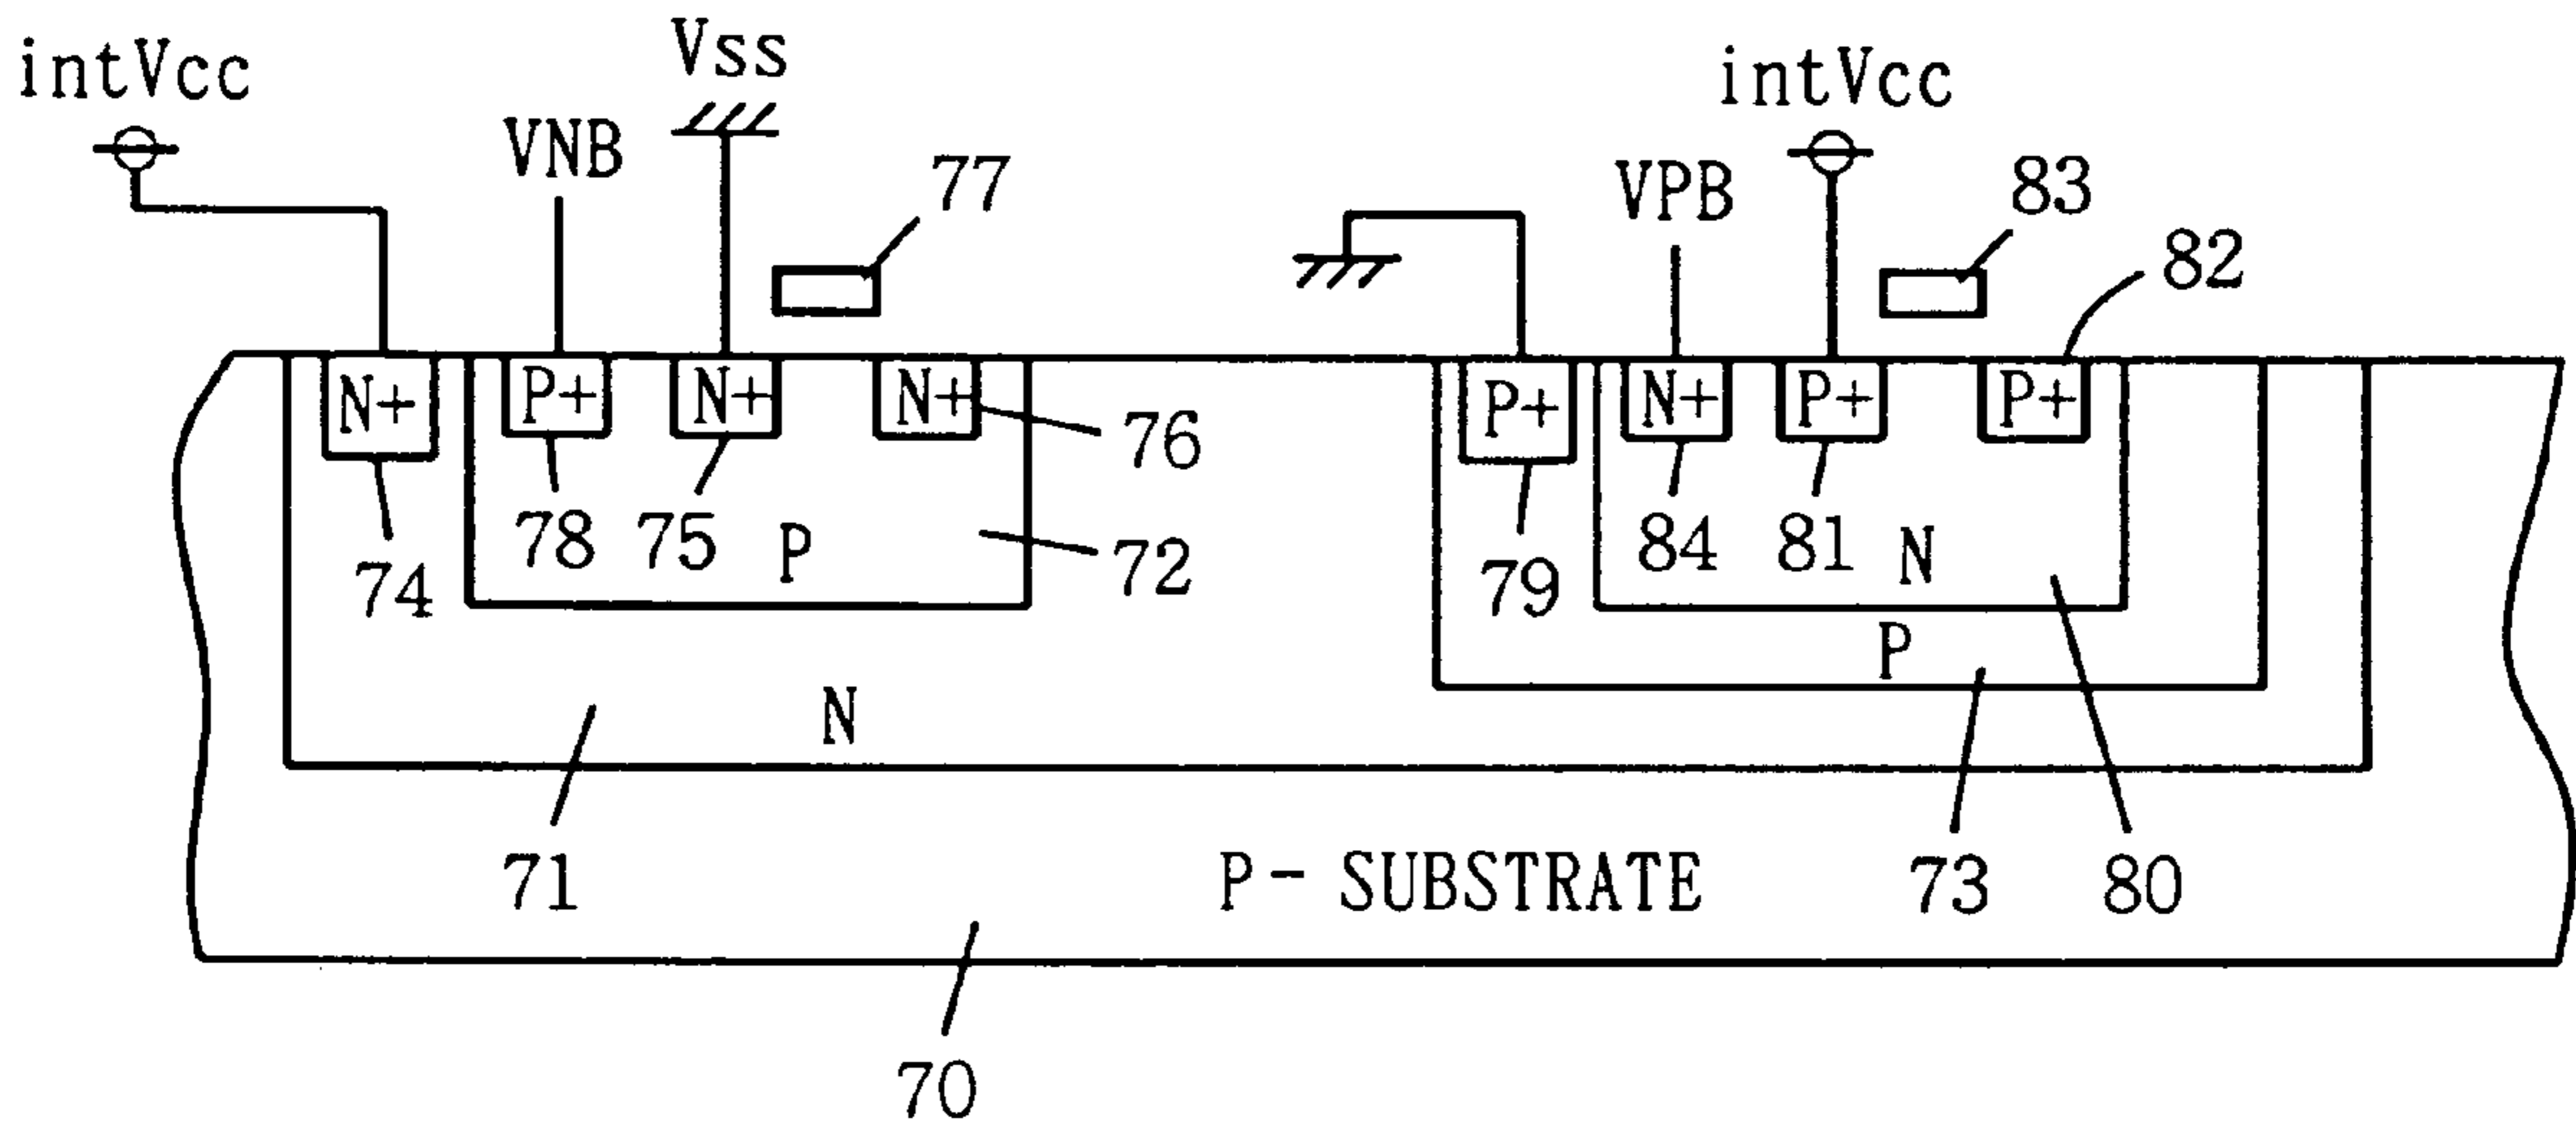 intVcc
Vss
intVcc
VNB
77
VPB
83
82
N+
P+
N+
N+
P+
N+
P+
P+
76
74
78
75
P
72
79
84
81
N
P
N
71
P- SUBSTRATE
73
80
70